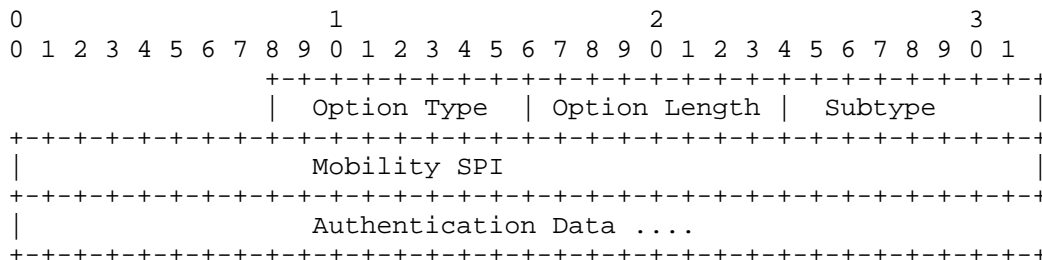 0                   1                   2                   3
0 1 2 3 4 5 6 7 8 9 0 1 2 3 4 5 6 7 8 9 0 1 2 3 4 5 6 7 8 9 0 1
                +-+-+-+-+-+-+-+-+-+-+-+-+-+-+-+-+-+-+-+-+-+-+-+-+
                |  Option Type  | Option Length |  Subtype      |
+-+-+-+-+-+-+-+-+-+-+-+-+-+-+-+-+-+-+-+-+-+-+-+-+-+-+-+-+-+-+-+-+
|                  Mobility SPI                                 |
+-+-+-+-+-+-+-+-+-+-+-+-+-+-+-+-+-+-+-+-+-+-+-+-+-+-+-+-+-+-+-+-+
|                  Authentication Data ....
+-+-+-+-+-+-+-+-+-+-+-+-+-+-+-+-+-+-+-+-+-+-+-+-+-+-+-+-+-+-+-+-+